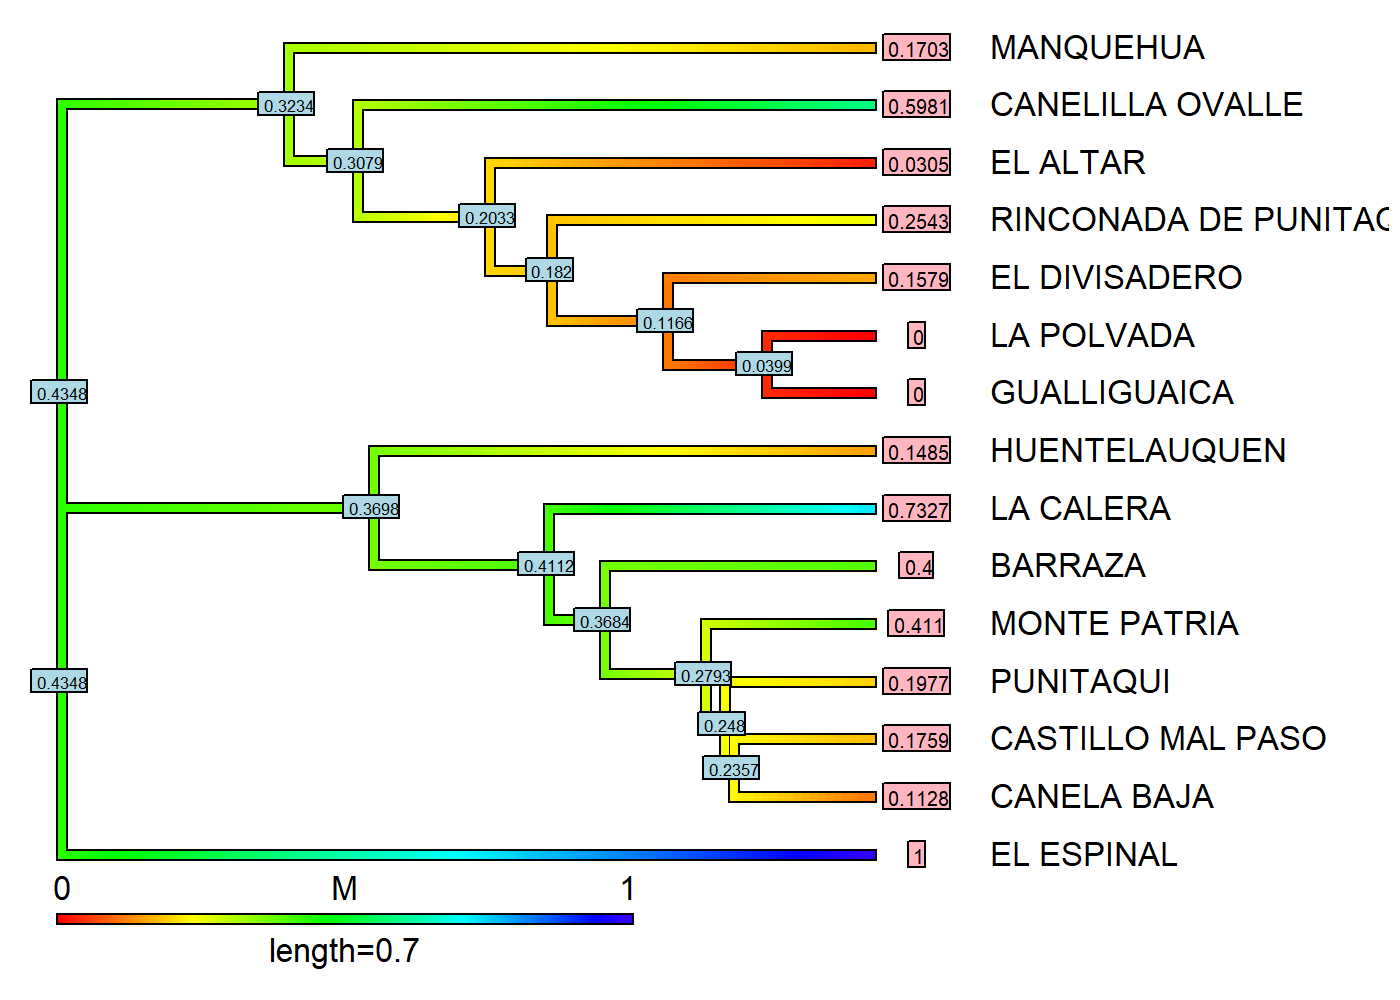 0.1703 MANQUEHUA
0.3234
0.5981 CANELILLA OVALLE
0.3079
0.0305 EL ALTAR
0.2033
0.2543 RINCONADA DE PUNITAQ
0.182
0.1579 EL DIVISADERO
0.1166
0 LA POLVADA
0.0399
0 GUALLIGUAICA
0.4348
0.1485 HUENTELAUQUEN
0.3698
0.7327 LA CALERA
0.4112
0.4 BARRAZA
0.3684
0.411 MONTE PATRIA
0.2793
0.4348
0.1977 PUNITAQUI
0.248
0.1759 CASTILLO MAL PASO
0.2357
0.1128 CANELA BAJA
1 EL ESPINAL
0 M 1
length=0.7